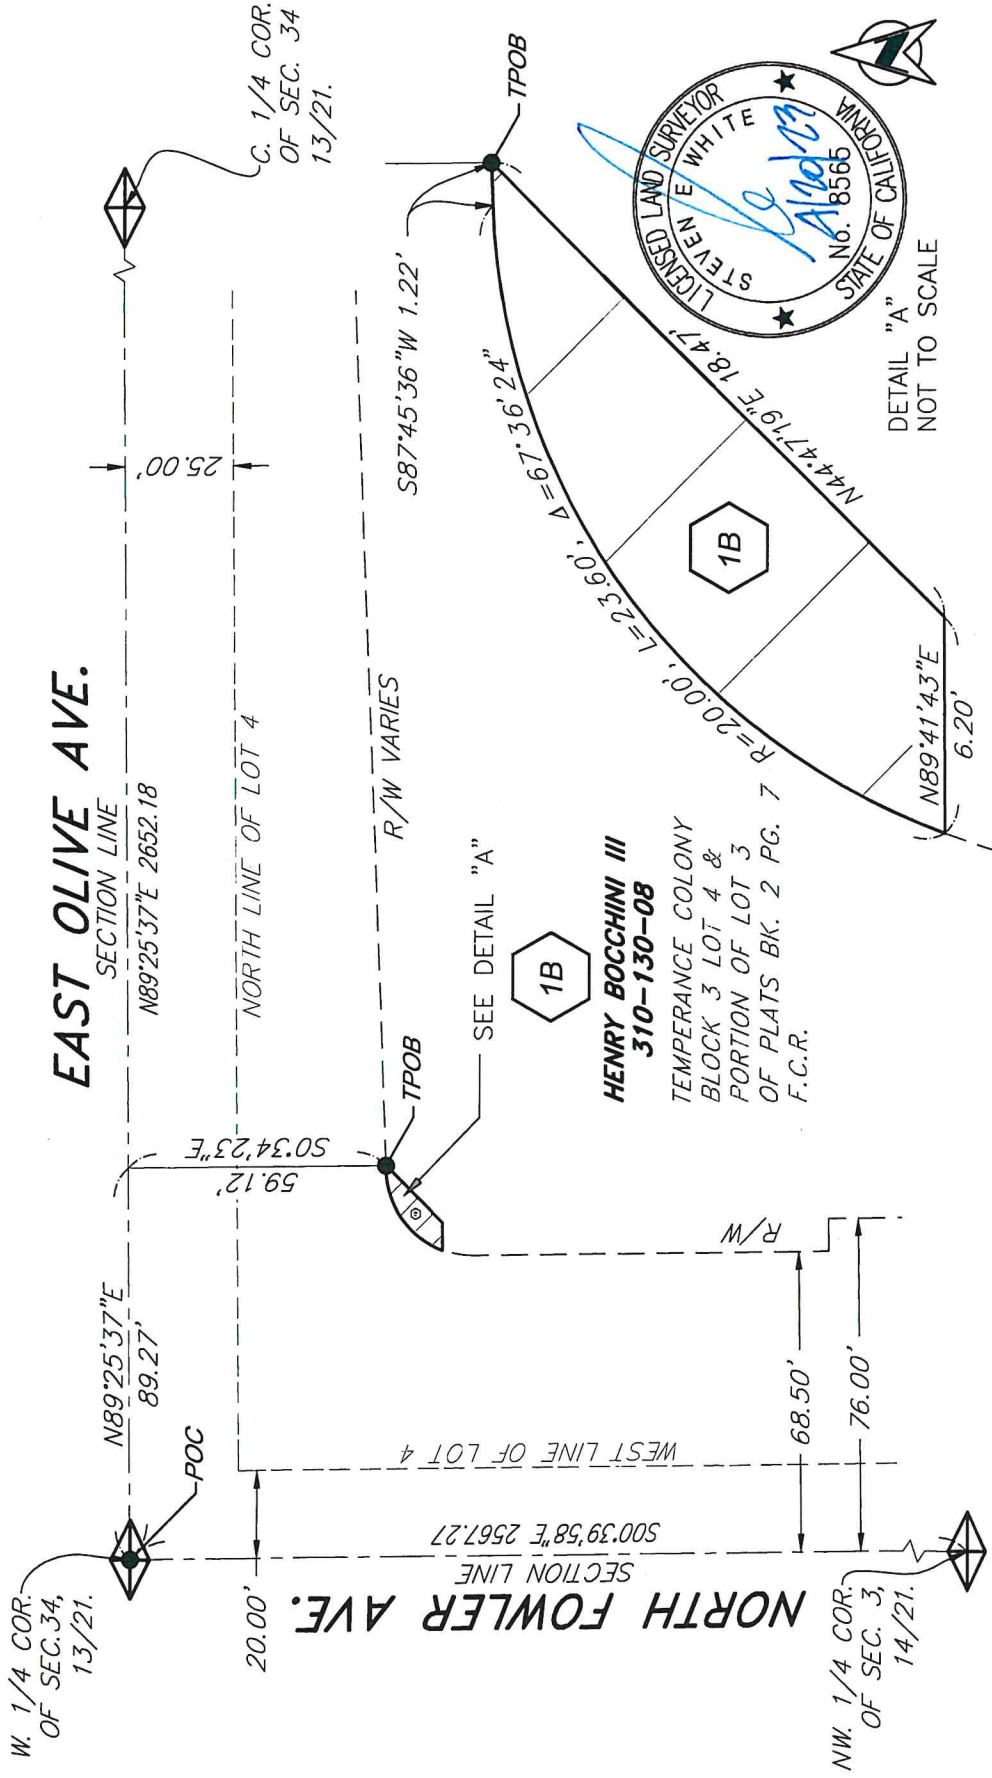 EAST OLIVE AVE.
SECTION LINE
N89°25'37"E 2652.18
W. 1/4 COR.
OF SEC.34,
13/21.
POC
N89°25'37"E
89.27'
C. 1/4 COR.
OF SEC. 34
13/21.
25.00'
NORTH LINE OF LOT 4
S0°34'23"E
59.12'
R/W VARIES
TPOB
SEE DETAIL "A"
20.00'
WEST LINE OF LOT 4
R/W
SECTION LINE
S00°39'58"E 2567.27
NORTH FOWLER AVE.
68.50'
76.00'
NW. 1/4 COR.
OF SEC. 3,
14/21.
1B
HENRY BOCCHINI III
310-130-08
TEMPERANCE COLONY
BLOCK 3 LOT 4 &
PORTION OF LOT 3
OF PLATS BK. 2 PG. 7
F.C.R.
S87°45'36"W 1.22'
TPOB
R=20.00', L=23.60', Δ=67°36'24"
1B
N44°47'19"E 18.47'
N89°41'43"E
6.20'
DETAIL "A"
NOT TO SCALE
LICENSED LAND SURVEYOR
STEVEN E WHITE
No. 8565
STATE OF CALIFORNIA